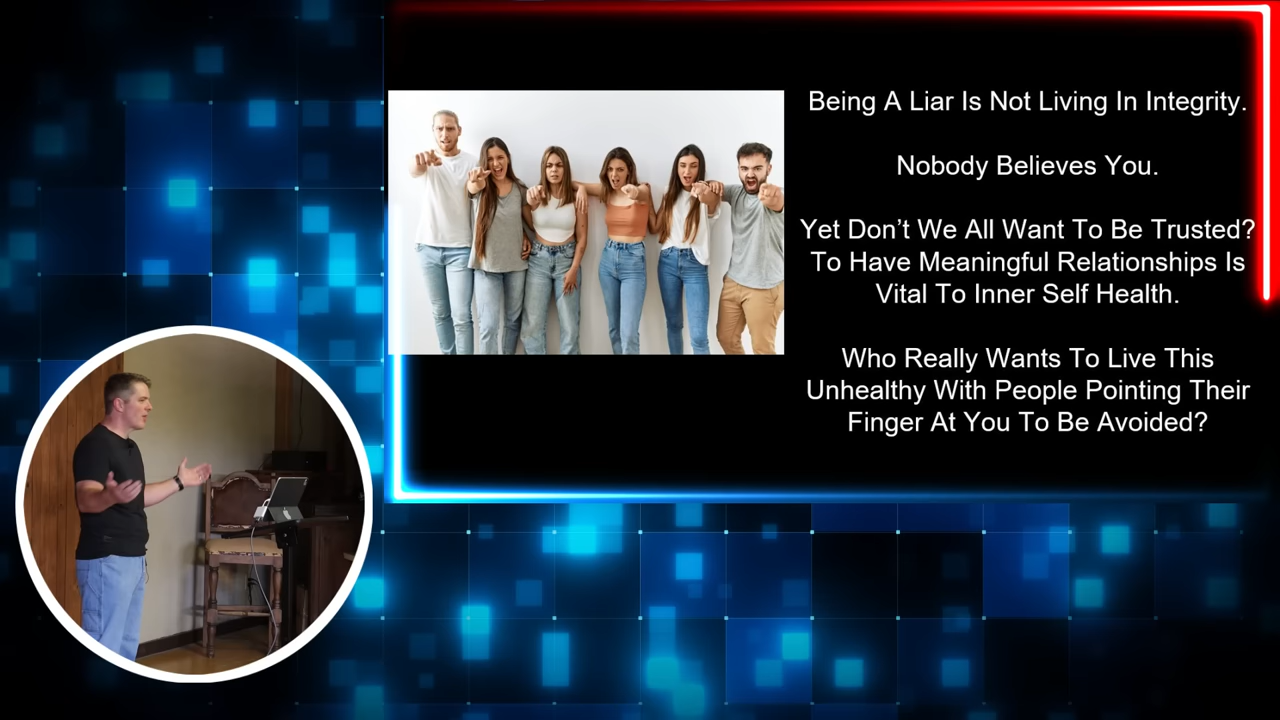 Being A Liar Is Not Living In Integrity.
Nobody Believes You.
Yet Don’t We All Want To Be Trusted?
To Have Meaningful Relationships Is
Vital To Inner Self Health.
Who Really Wants To Live This
Unhealthy With People Pointing Their
Finger At You To Be Avoided?